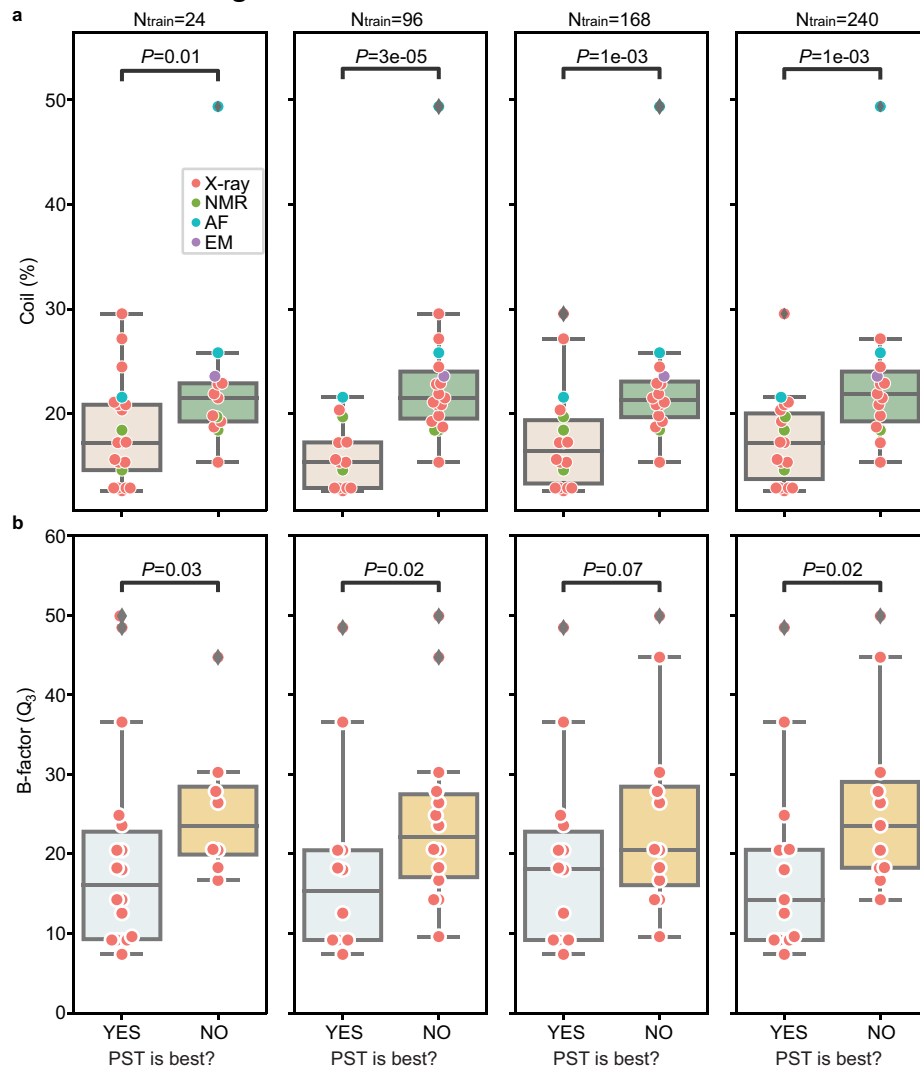 a
Ntrain=24
Ntrain=96
Ntrain=168
Ntrain=240
P=0.01
P=3e-05
P=1e-03
P=1e-03
50
40
30
20
Coil (%)
X-ray
NMR
AF
EM
b
60
50
40
30
20
10
0
B-factor (Q3)
P=0.03
P=0.02
P=0.07
P=0.02
YES NO
YES NO
YES NO
YES NO
PST is best?
PST is best?
PST is best?
PST is best?